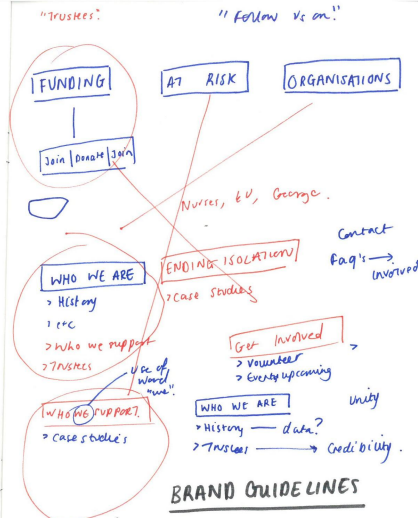 "Trustees?
"Follow us on!"
FUNDING
AT RISK
ORGANISATIONS
Join | Donate | Join
Nurses, EU, George.
Contact
Faq's → involved
WHO WE ARE
> History
> etc
> Who we support
> Trustees
ENDING ISOLATION
> Case Studies
Get Involved
> Volunteer
> Events upcoming
>
use of
word
"we".
WHO WE SUPPORT.
> Case studies
WHO WE ARE
> History — data?
> Trustees → Credibility.
Unity
BRAND GUIDELINES